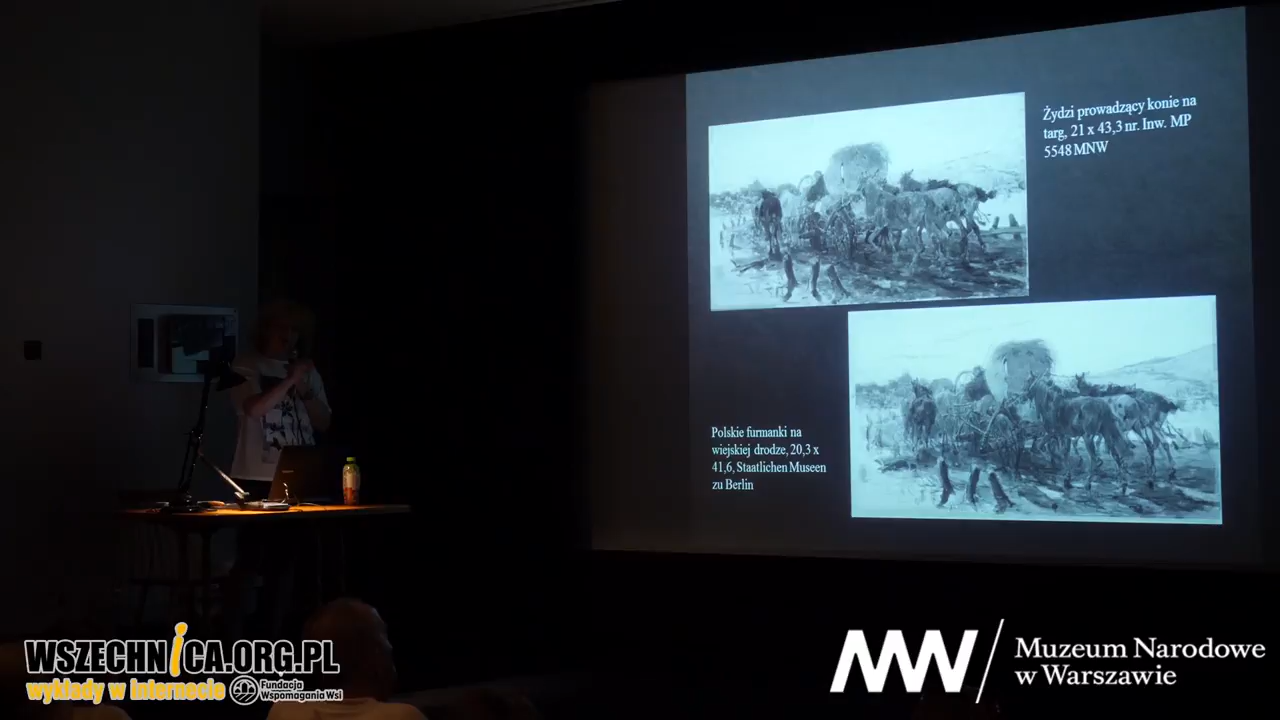 Żydzi prowadzący konie na
targ, 21 x 43,3 nr. Inw. MP
5548 MNW
Polskie furmanki na
wiejskiej drodze, 20,3 x
41,6, Staatlichen Museen
zu Berlin
WSZECHNICA.ORG.PL
wykłady w internecie
Fundacja
Wspomagania Wsi
MNW
Muzeum Narodowe
w Warszawie